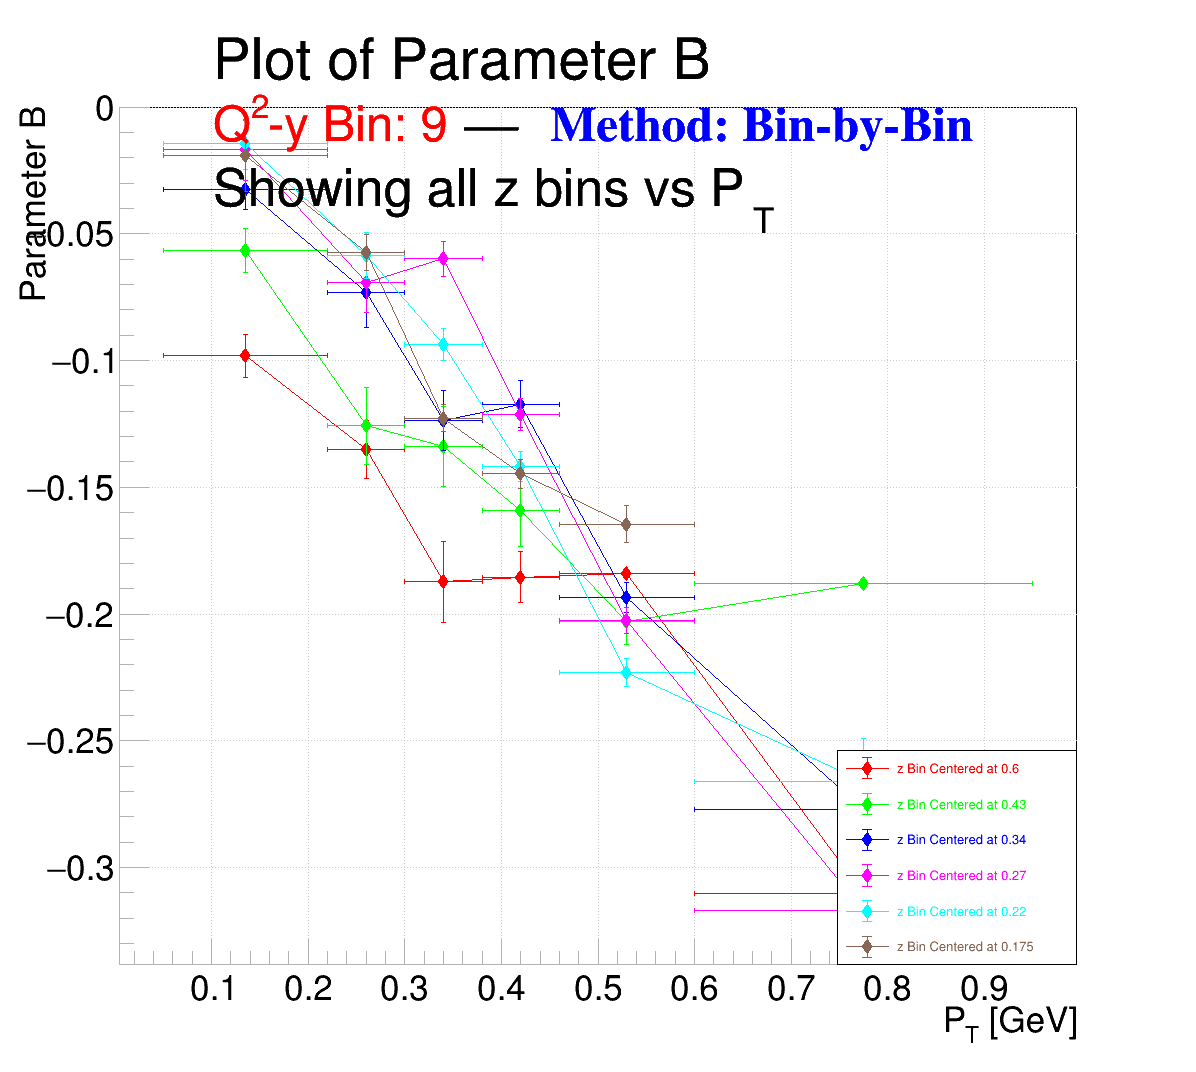 Plot of Parameter B
Q2-y Bin: 9 — Method: Bin-by-Bin
Showing all z bins vs PT
Parameter B
0
0.05
−0.1
−0.15
−0.2
−0.25
−0.3
z Bin Centered at 0.6
z Bin Centered at 0.43
z Bin Centered at 0.34
z Bin Centered at 0.27
z Bin Centered at 0.22
z Bin Centered at 0.175
0.1 0.2 0.3 0.4 0.5 0.6 0.7 0.8 0.9
PT [GeV]